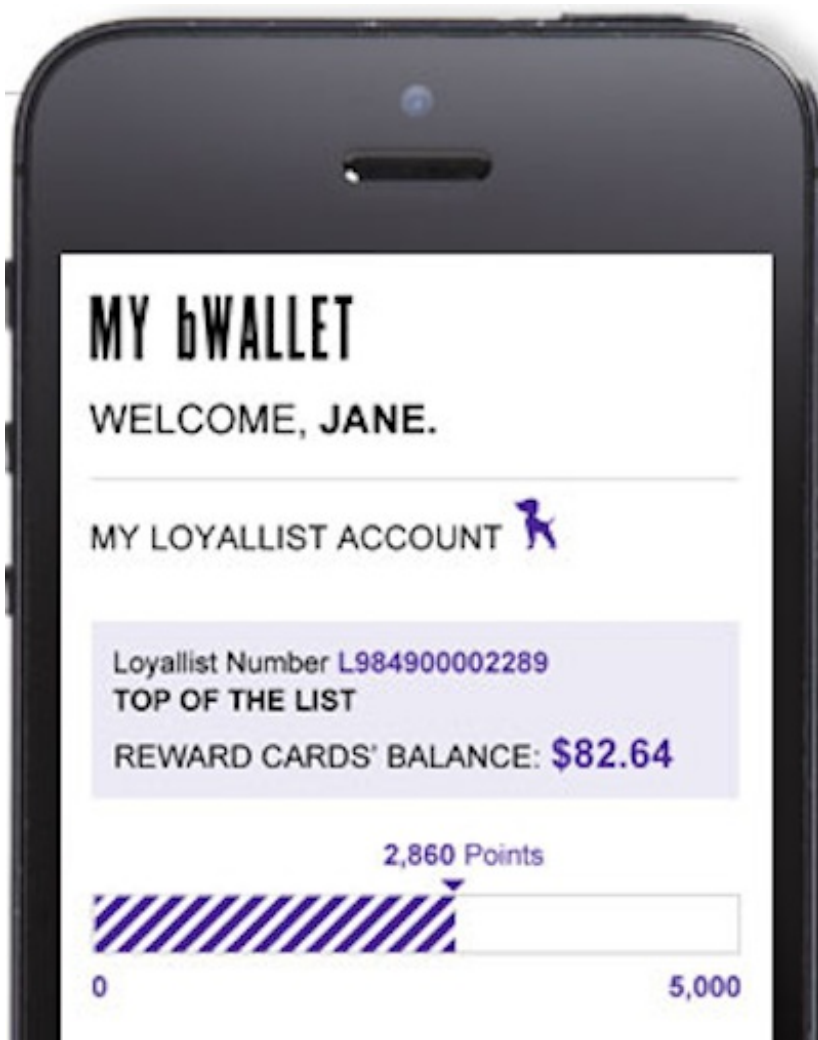 MY bWALLET
WELCOME, JANE.
MY LOYALLIST ACCOUNT
Loyallist Number L984900002289
TOP OF THE LIST
REWARD CARDS' BALANCE: $82.64
2,860 Points
0 5,000